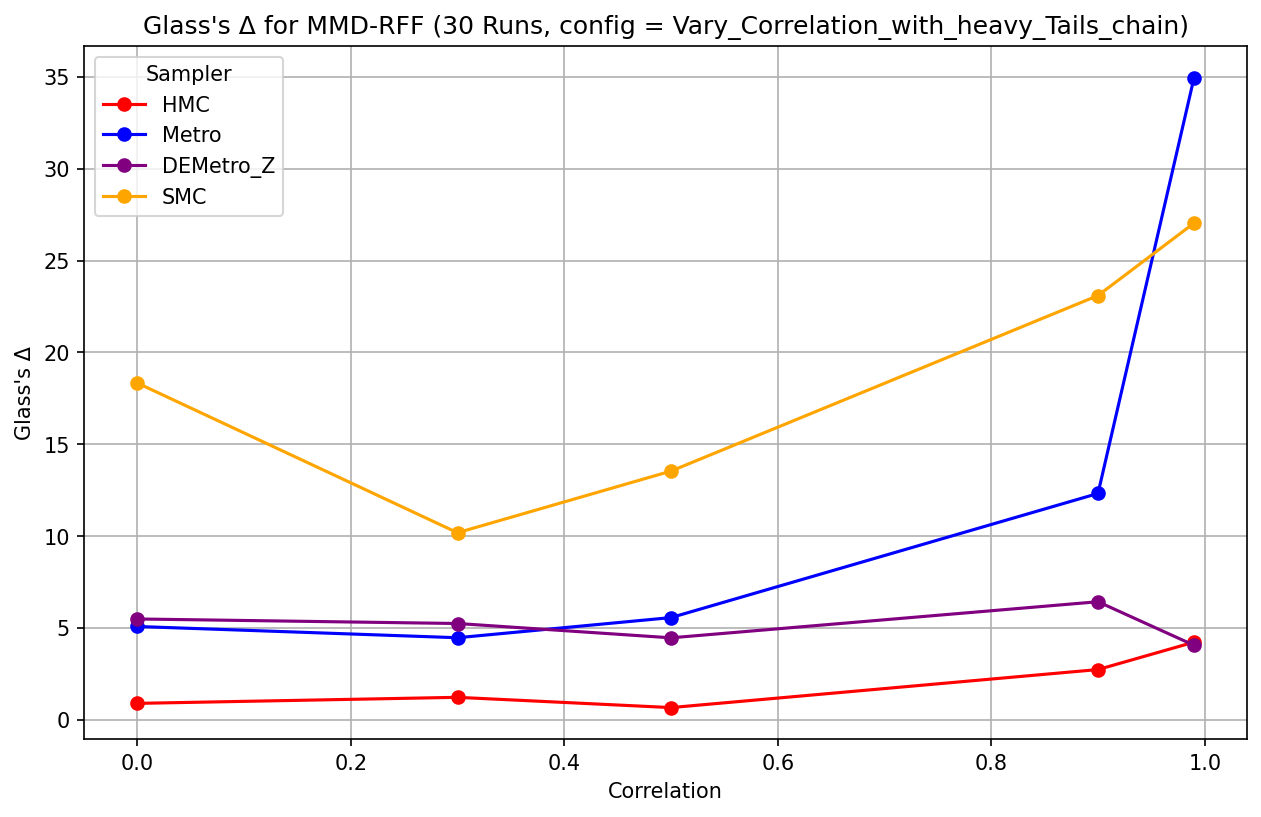 Glass's Δ for MMD-RFF (30 Runs, config = Vary_Correlation_with_heavy_Tails_chain)
Sampler
HMC
Metro
DEMetro_Z
SMC
35
30
25
20
15
10
5
0
Glass's Δ
0.0 0.2 0.4 0.6 0.8 1.0
Correlation